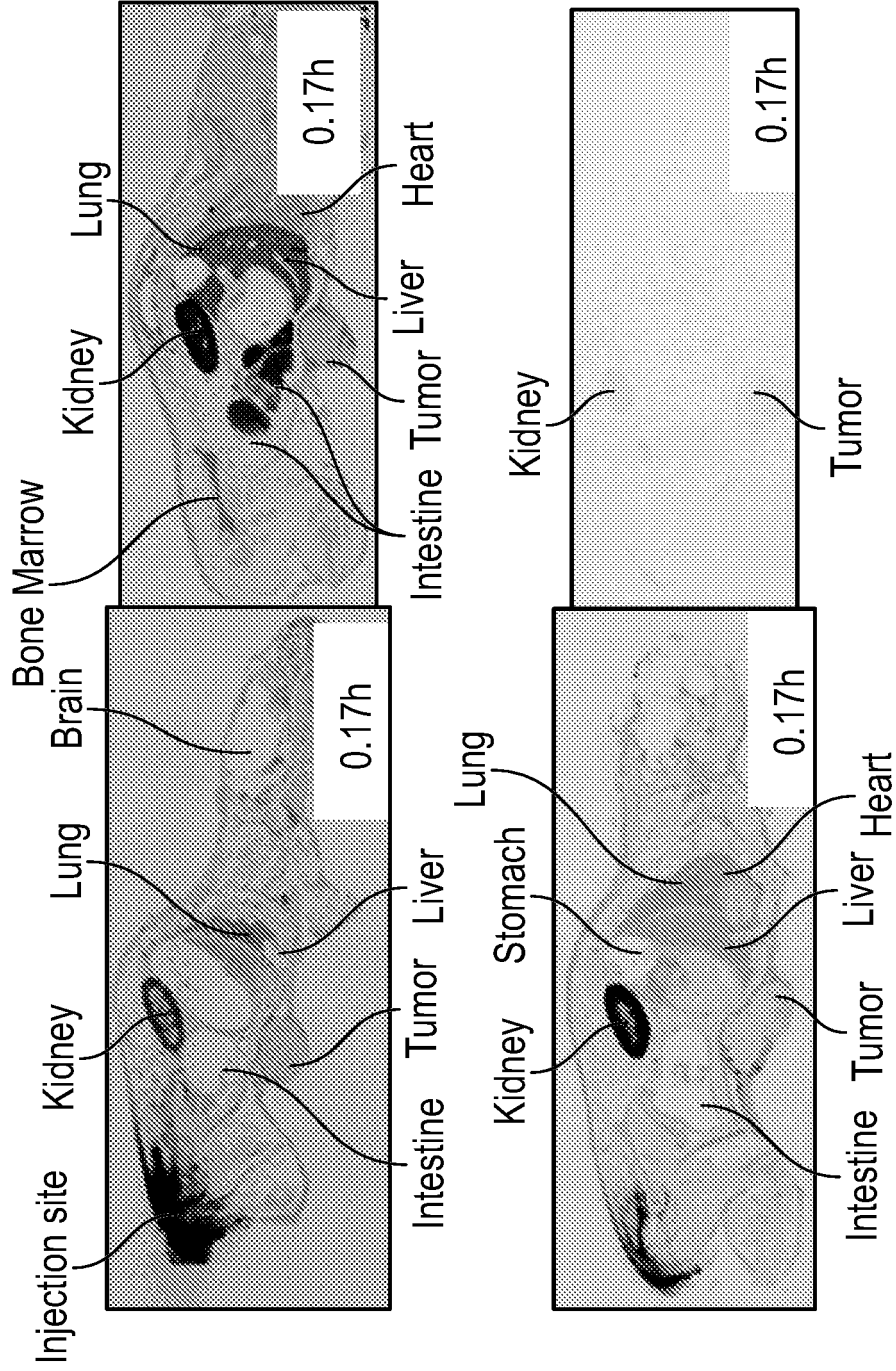 Injection site
Kidney
Lung
Brain
0.17h
Intestine
Tumor
Liver
Bone Marrow
Kidney
Lung
0.17h
Intestine
Tumor
Liver
Heart
Kidney
Stomach
Lung
0.17h
Intestine
Tumor
Liver
Heart
Kidney
0.17h
Tumor